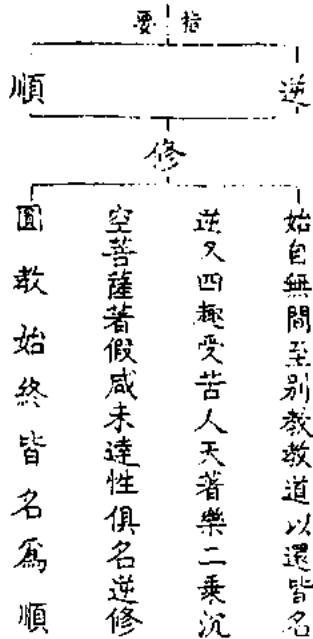 指要
逆
順
修
始自無間至別教教道以還皆名
逆又四趣受苦人天著樂二乘沉
空菩薩著假咸未達性俱名逆修
圓教始終皆名爲順